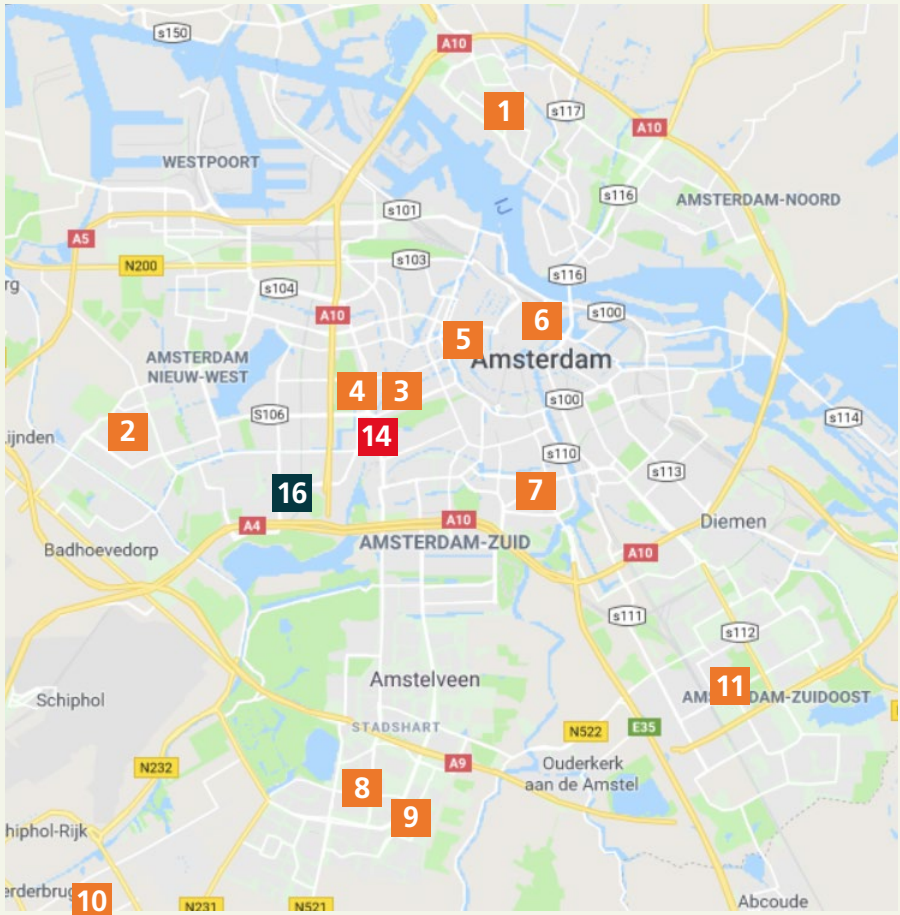 s150
A10
1
s117
A10
WESTPOORT
s116
AMSTERDAM-NOORD
s101
A5
s103
N200
s116
rg
s104
A10
6
s100
5
AMSTERDAM
NIEUW-WEST
Amsterdam
4
3
s100
S106
s114
2
14
ijnden
s110
s113
16
7
A4
A10
Diemen
AMSTERDAM-ZUID
Badhoevedorp
A10
s111
s112
Amstelveen
11
AMS DAM-ZUIDOOST
Schiphol
STADSHART
E35
N522
A9
Ouderkerk
aan de Amstel
N232
8
9
hiphol-Rijk
erderbrug
10
N231
N521
Abcoude